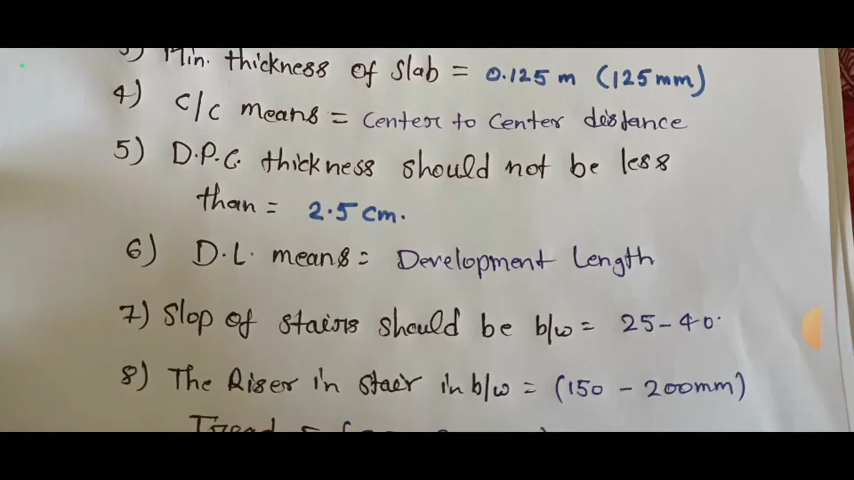 3) Min. thickness of slab = 0.125 m (125mm)
4) c/c means = center to center distance
5) D.P.C. thickness should not be less
than = 2.5 cm.
6) D.L. means = Development Length
7) Slop of stairs should be b/w = 25-40°
8) The Riser in stair in b/w = (150 - 200mm)
Tread =